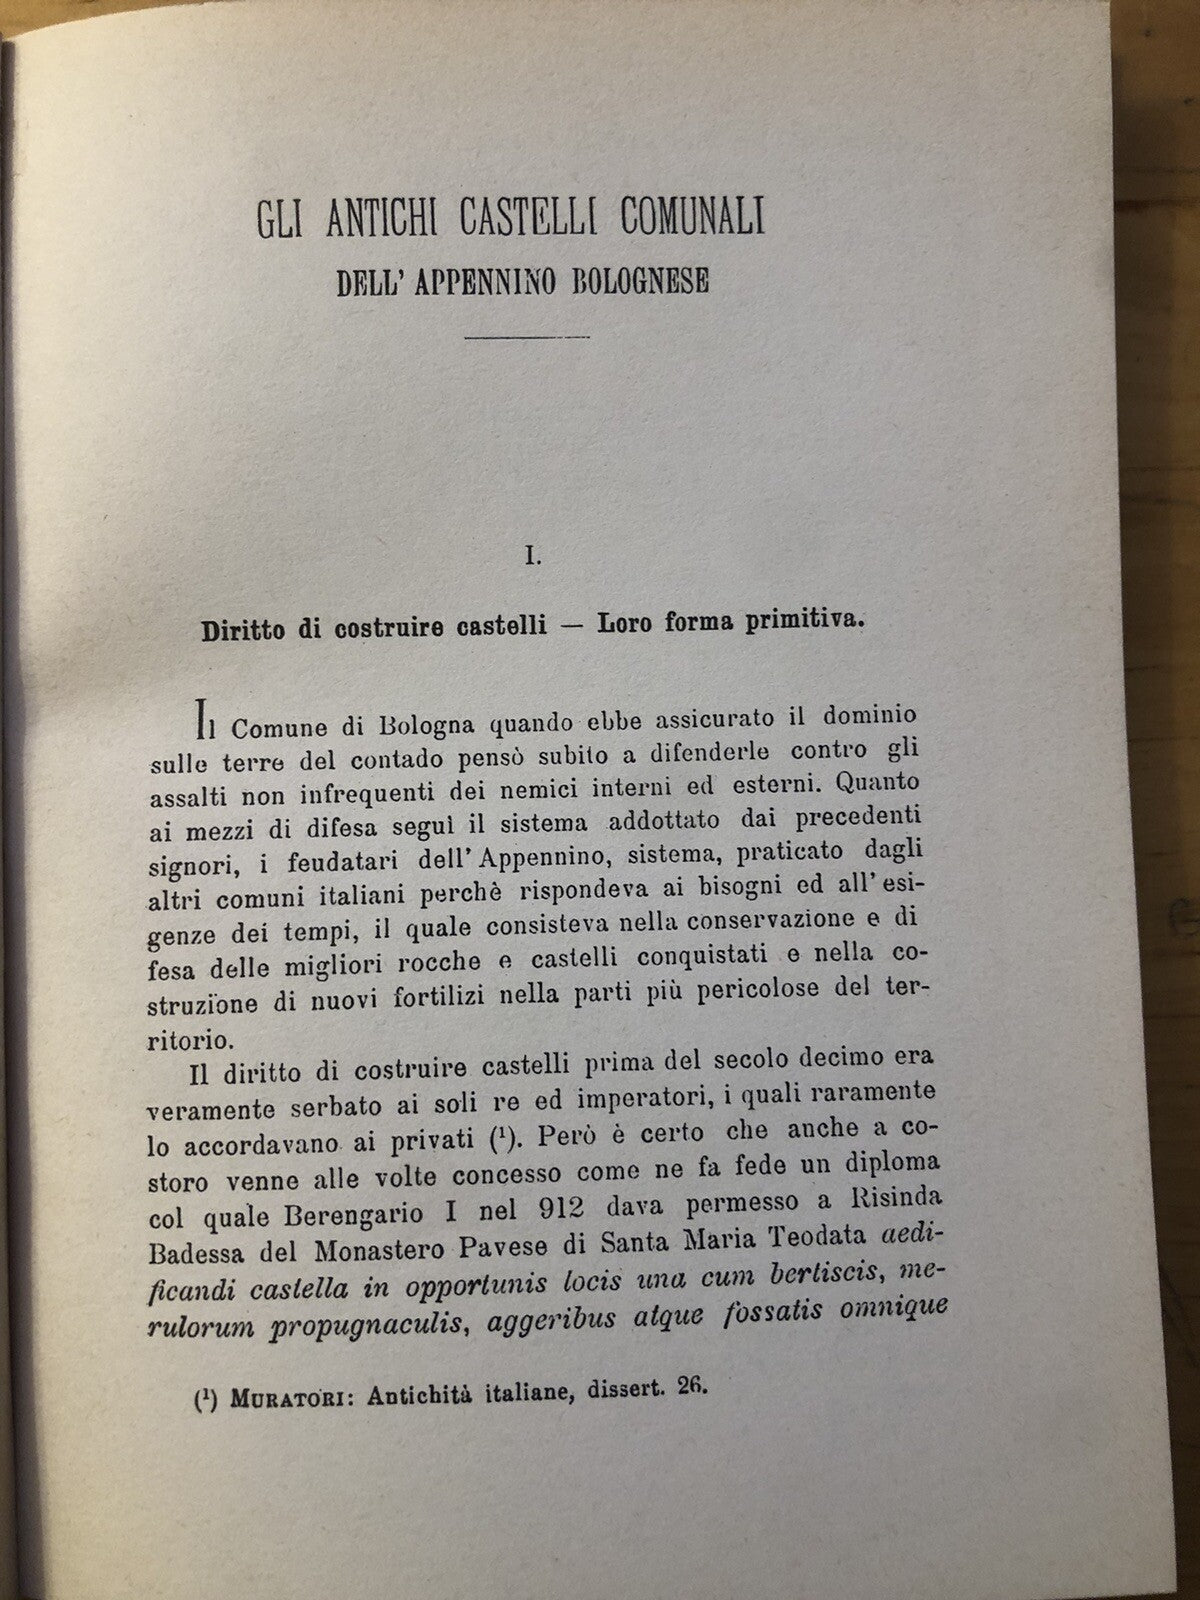 GLI ANTICHI CASTELLI COMUNALI
DELL' APPENNINO BOLOGNESE
I.
Diritto di costruire castelli — Loro forma primitiva.
Il Comune di Bologna quando ebbe assicurato il dominio
sulle terre del contado pensò subito a difenderle contro gli
assalti non infrequenti dei nemici interni ed esterni. Quanto
ai mezzi di difesa seguì il sistema addottato dai precedenti
signori, i feudatari dell' Appennino, sistema, praticato dagli
altri comuni italiani perchè rispondeva ai bisogni ed all' esi-
genze dei tempi, il quale consisteva nella conservazione e di
fesa delle migliori rocche e castelli conquistati e nella co-
struzione di nuovi fortilizi nella parti più pericolose del ter-
ritorio.
Il diritto di costruire castelli prima del secolo decimo era
veramente serbato ai soli re ed imperatori, i quali raramente
lo accordavano ai privati (¹). Però è certo che anche a co-
storo venne alle volte concesso come ne fa fede un diploma
col quale Berengario I nel 912 dava permesso a Risinda
Badessa del Monastero Pavese di Santa Maria Teodata aedi-
ficandi castella in opportunis locis una cum bertiscis, me-
rulorum propugnaculis, aggeribus atque fossatis omnique
(¹) MURATORI: Antichità italiane, dissert. 26.